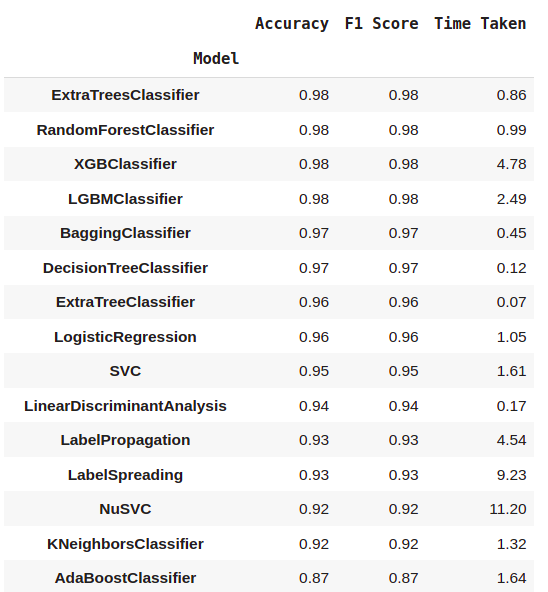 Accuracy F1 Score Time Taken
Model
ExtraTreesClassifier 0.98 0.98 0.86
RandomForestClassifier 0.98 0.98 0.99
XGBClassifier 0.98 0.98 4.78
LGBMClassifier 0.98 0.98 2.49
BaggingClassifier 0.97 0.97 0.45
DecisionTreeClassifier 0.97 0.97 0.12
ExtraTreeClassifier 0.96 0.96 0.07
LogisticRegression 0.96 0.96 1.05
SVC 0.95 0.95 1.61
LinearDiscriminantAnalysis 0.94 0.94 0.17
LabelPropagation 0.93 0.93 4.54
LabelSpreading 0.93 0.93 9.23
NuSVC 0.92 0.92 11.20
KNeighborsClassifier 0.92 0.92 1.32
AdaBoostClassifier 0.87 0.87 1.64